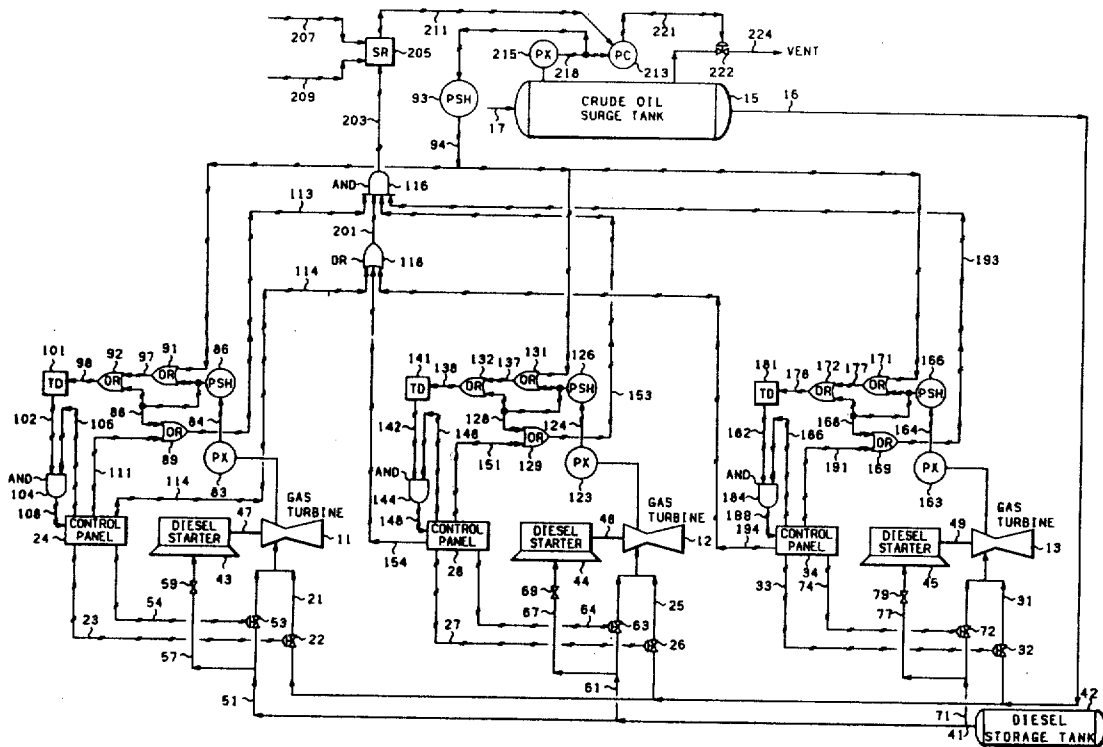 207
211
221
224
VENT
SR
205
215
PX
218
PC
213
222
209
93
PSH
CRUDE OIL
SURGE TANK
15
16
17
203
94
AND
116
113
201
OR
118
114
193
101
98
92
97
91
86
TD
OR
OR
PSH
102
106
86
84
OR
89
111
PX
83
AND
104
108
114
24
CONTROL
PANEL
DIESEL
STARTER
47
GAS
TURBINE
11
43
59
54
23
57
53
21
22
51
141
138
132
137
131
126
TD
OR
OR
PSH
153
142
146
128
124
OR
129
151
PX
123
AND
144
148
154
CONTROL
PANEL
28
DIESEL
STARTER
48
GAS
TURBINE
12
44
69
67
64
27
63
25
26
61
181
178
172
177
171
166
TD
OR
OR
PSH
182
186
168
164
OR
169
191
PX
163
AND
184
188
194
CONTROL
PANEL
34
33
74
DIESEL
STARTER
49
GAS
TURBINE
13
45
79
77
72
31
32
71
41
42
DIESEL
STORAGE TANK